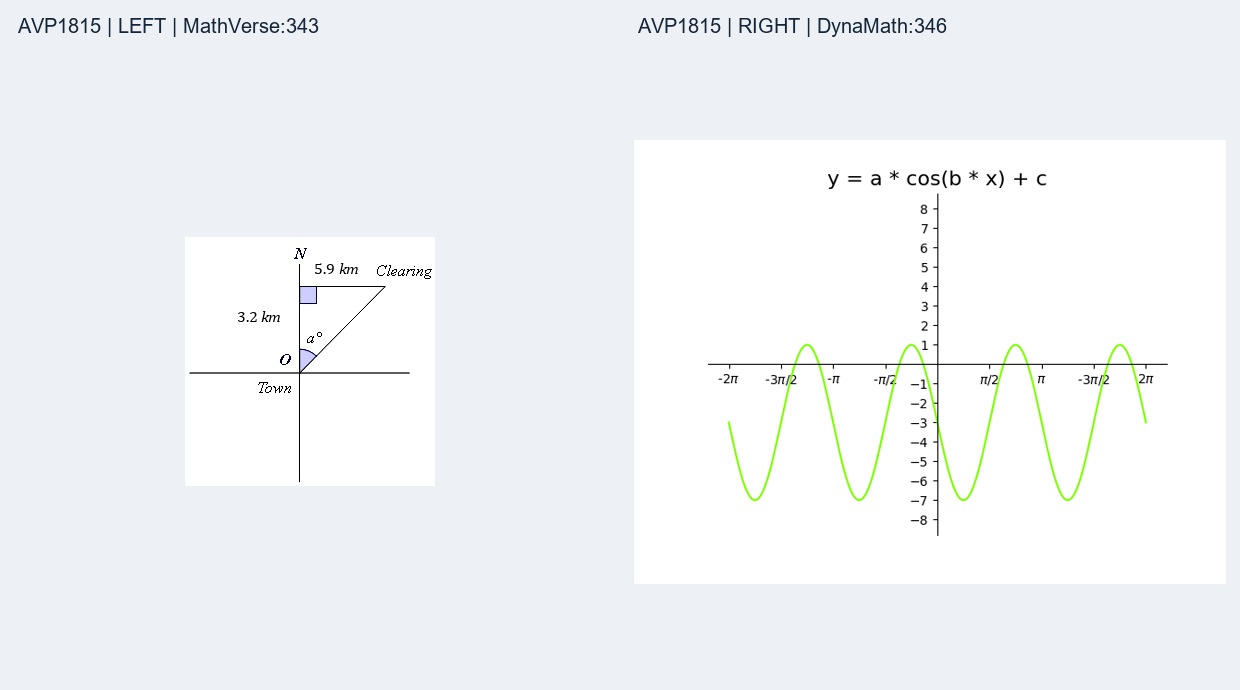 AVP1815 | LEFT | MathVerse:343
N
5.9 km Clearing
3.2 km
a°
O
Town
AVP1815 | RIGHT | DynaMath:346
y = a * cos(b * x) + c
8
7
6
5
4
3
2
1
-2π -3π/2 -π -π/2 π/2 π -3π/2 2π
−1
−2
−3
−4
−5
−6
−7
−8